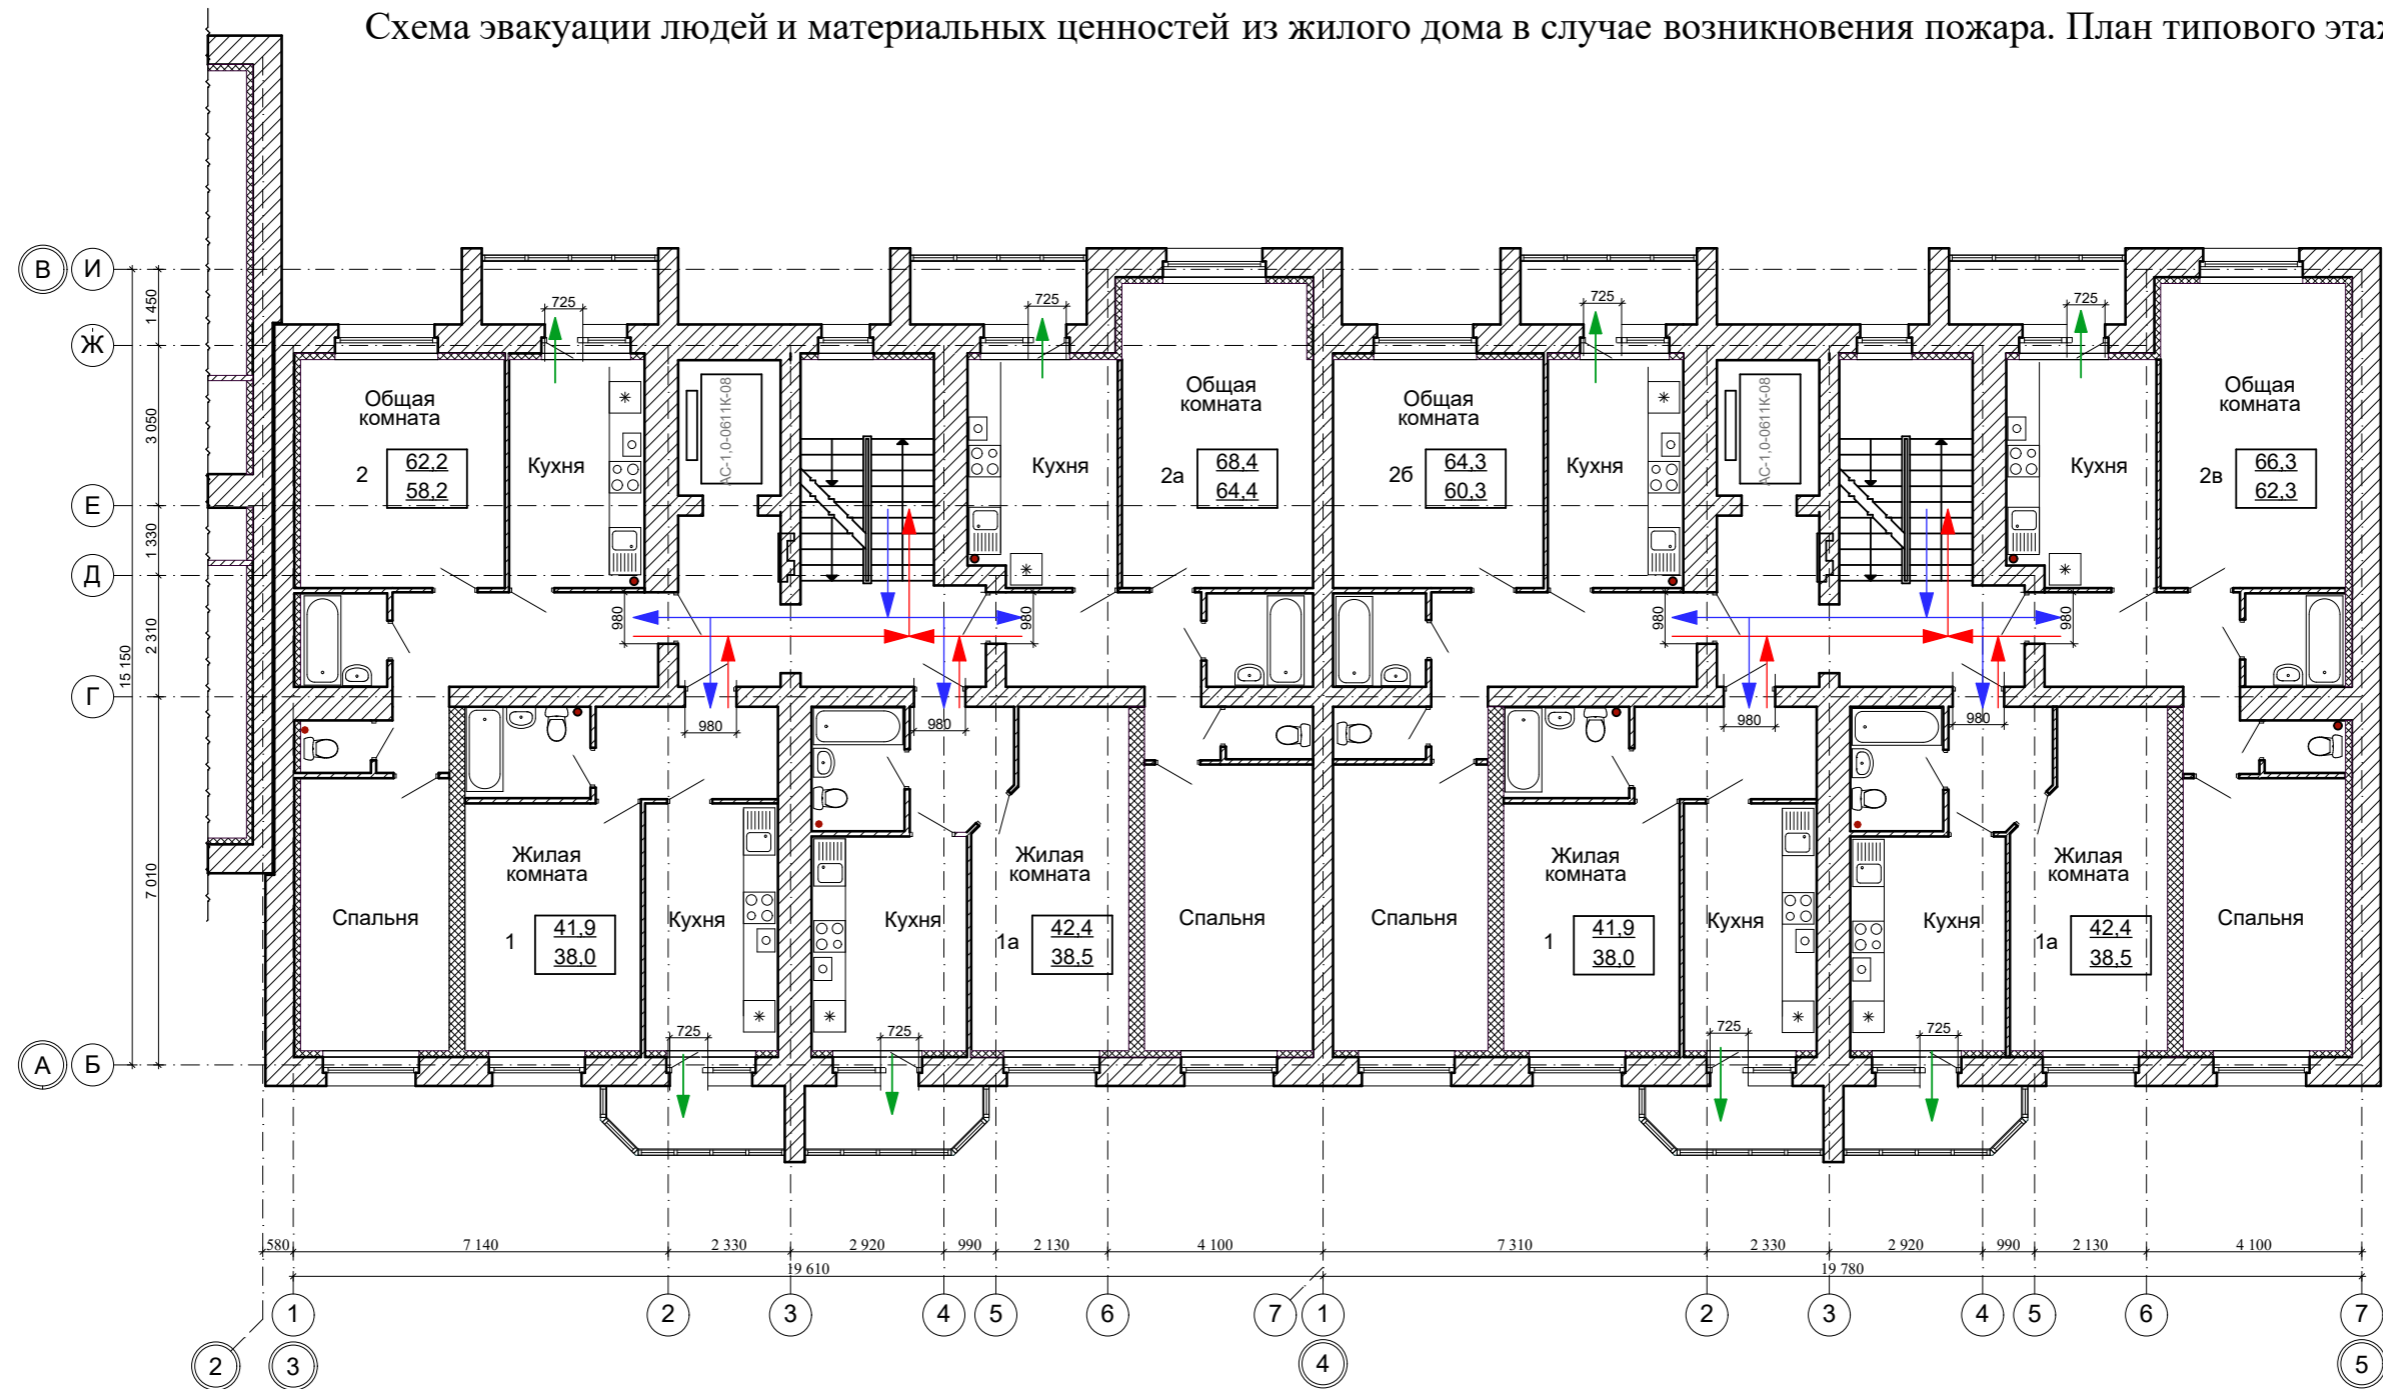 Схема эвакуации людей и материальных ценностей из жилого дома в случае возникновения пожара. План типового
В
И
1 450
Ж
3 050
Е
1 330
Д
2 310
15 150
Г
7 010
А
Б
725
725
725
725
Общая
комната
2
62,2
58,2
Кухня
АС-1,0-0611К-08
Кухня
Общая
комната
2а
68,4
64,4
Общая
комната
2б
64,3
60,3
Кухня
АС-1,0-0611К-08
Кухня
Общая
комната
2в
66,3
62,3
980
980
980
980
980
980
980
980
Спальня
Жилая
комната
1
41,9
38,0
Кухня
Кухня
Жилая
комната
1а
42,4
38,5
Спальня
Спальня
Жилая
комната
1
41,9
38,0
Кухня
Кухня
Жилая
комната
1а
42,4
38,5
Спальня
725
725
725
725
580
7 140
2 330
2 920
990
2 130
4 100
7 310
2 330
2 920
990
2 130
4 100
19 610
19 780
1
2
3
4
5
6
7
1
2
3
4
5
6
7
2
3
4
5